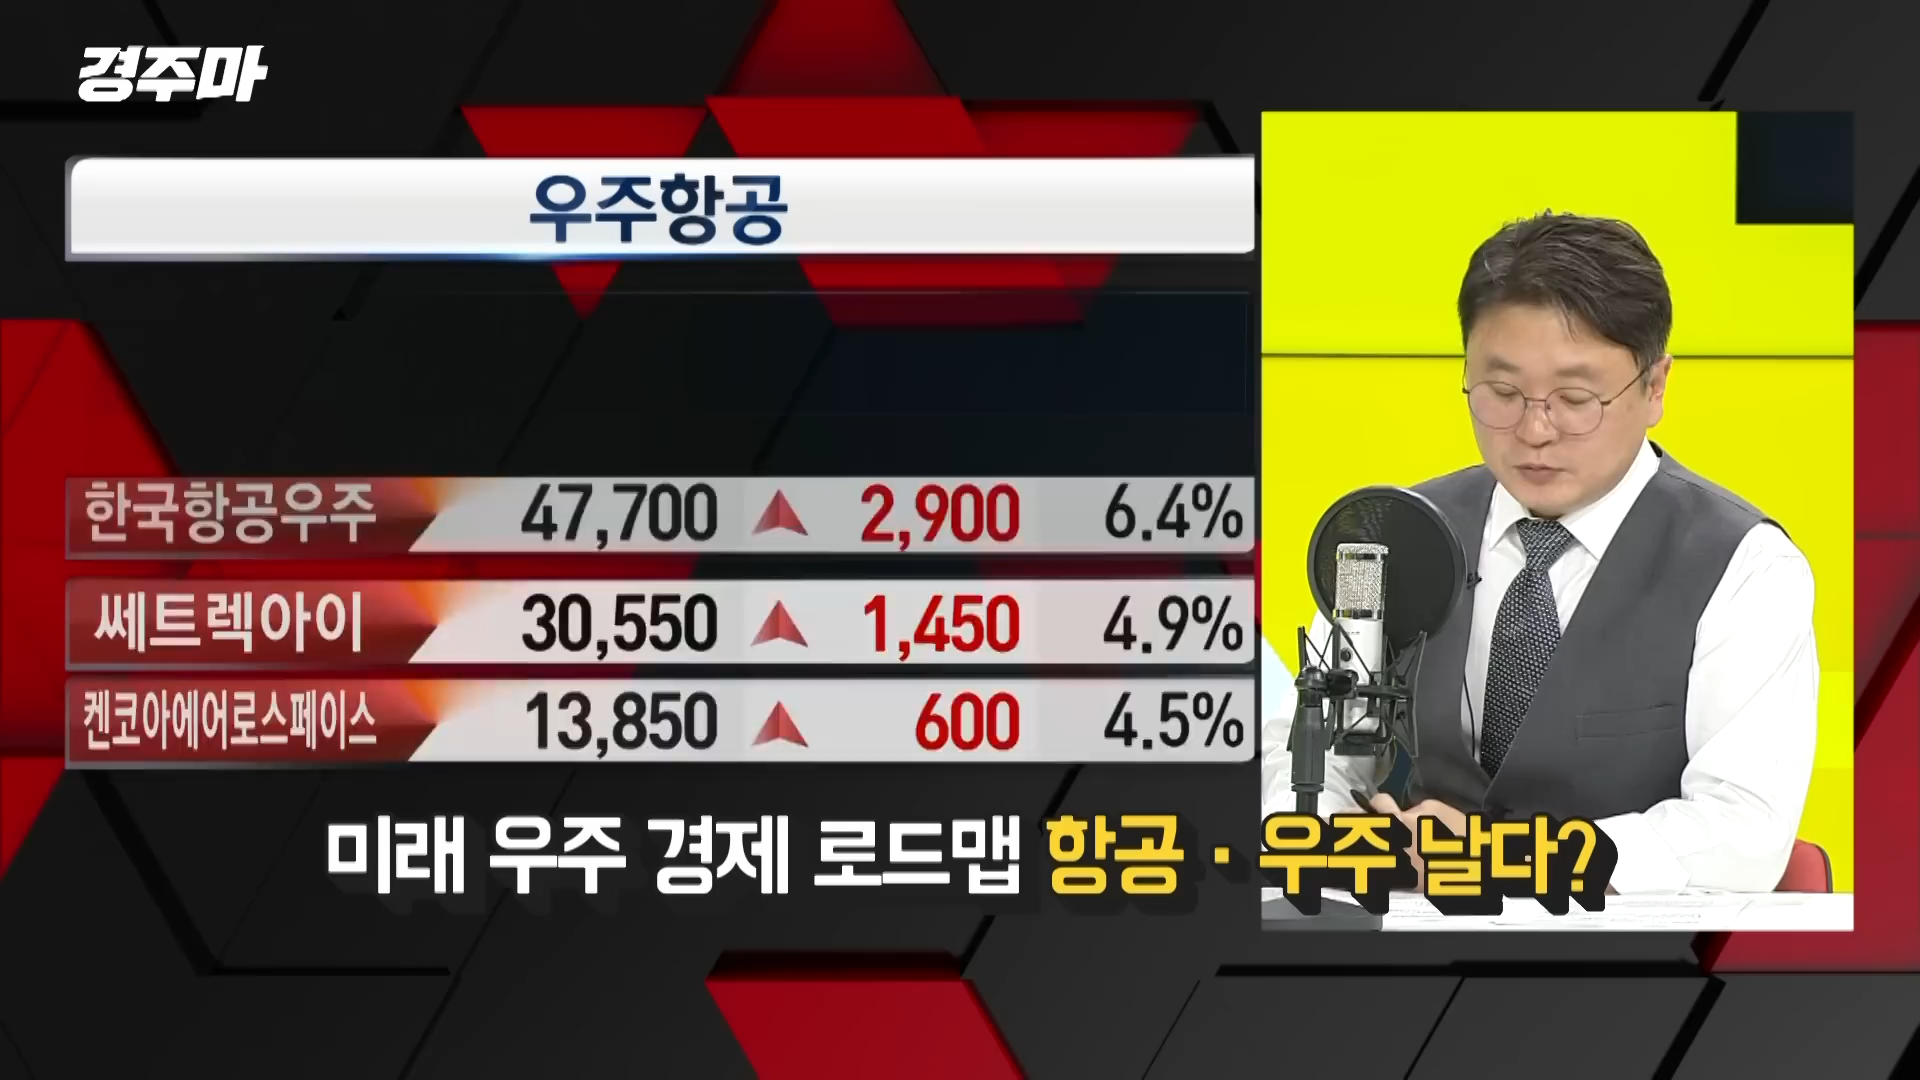 경주마
우주항공
한국항공우주 47,700 ▲ 2,900 6.4%
쎄트렉아이 30,550 ▲ 1,450 4.9%
켄코아에어로스페이스 13,850 ▲ 600 4.5%
미래 우주 경제 로드맵 항공·우주 날다?